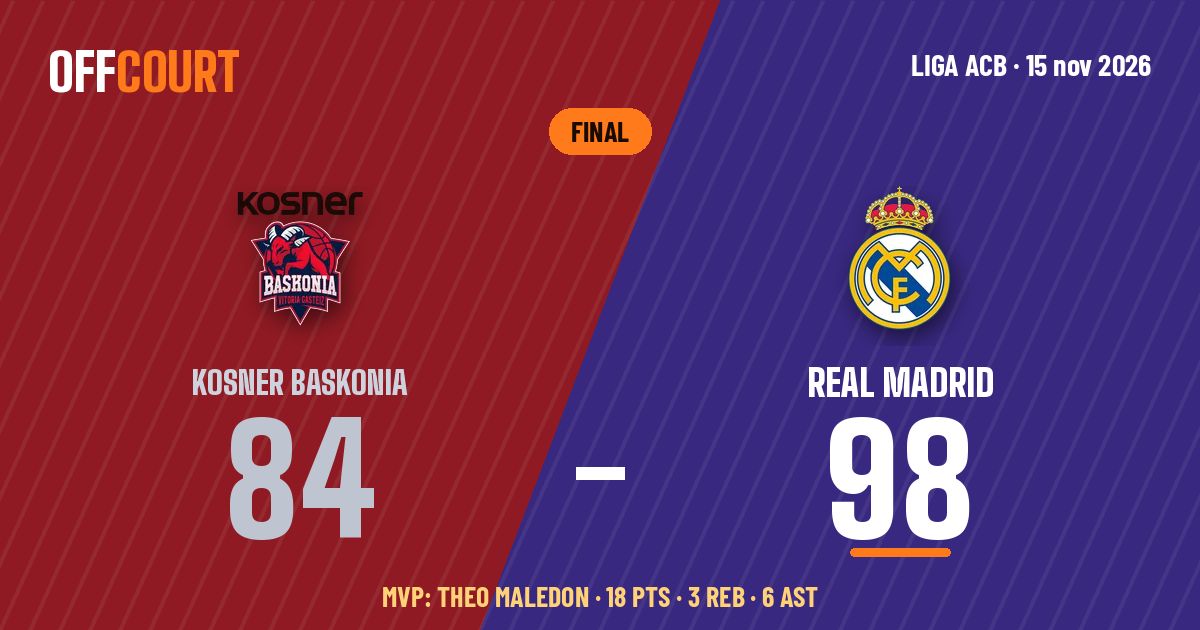 OFFCOURT
LIGA ACB · 15 nov 2026
FINAL
kosner
BASKONIA
VITORIA-GASTEIZ
KOSNER BASKONIA
REAL MADRID
84 – 98
MVP: THEO MALEDON · 18 PTS · 3 REB · 6 AST